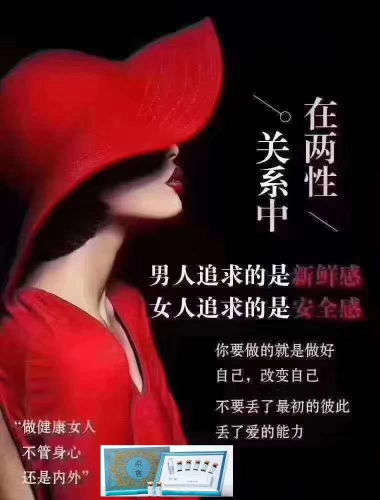 在两性
关系中
男人追求的是新鲜感
女人追求的是安全感
你要做的就是做好
自己，改变自己
不要丢了最初的彼此
丢了爱的能力
“做健康女人
不管身心
还是内外”